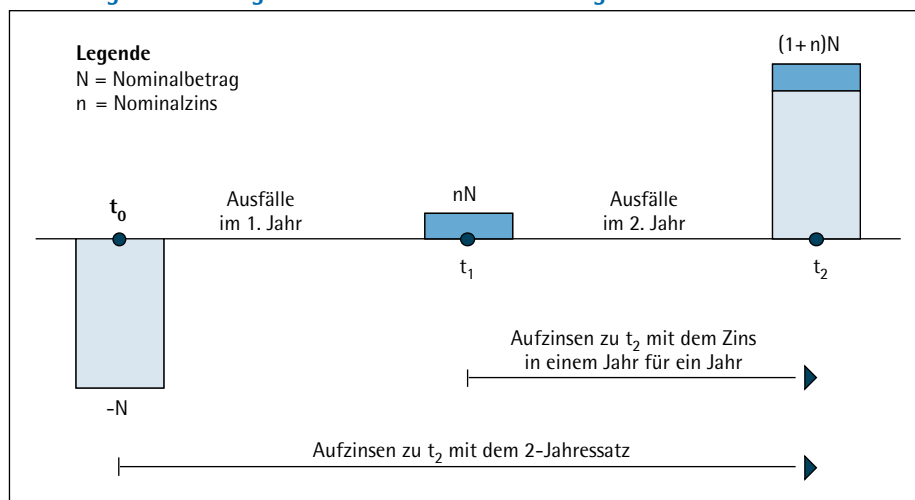 Legende
N = Nominalbetrag
n = Nominalzins
(1+n)N
t₀
Ausfälle
im 1. Jahr
nN
Ausfälle
im 2. Jahr
t₁
t₂
Aufzinsen zu t₂ mit dem Zins
in einem Jahr für ein Jahr
-N
Aufzinsen zu t₂ mit dem 2-Jahressatz